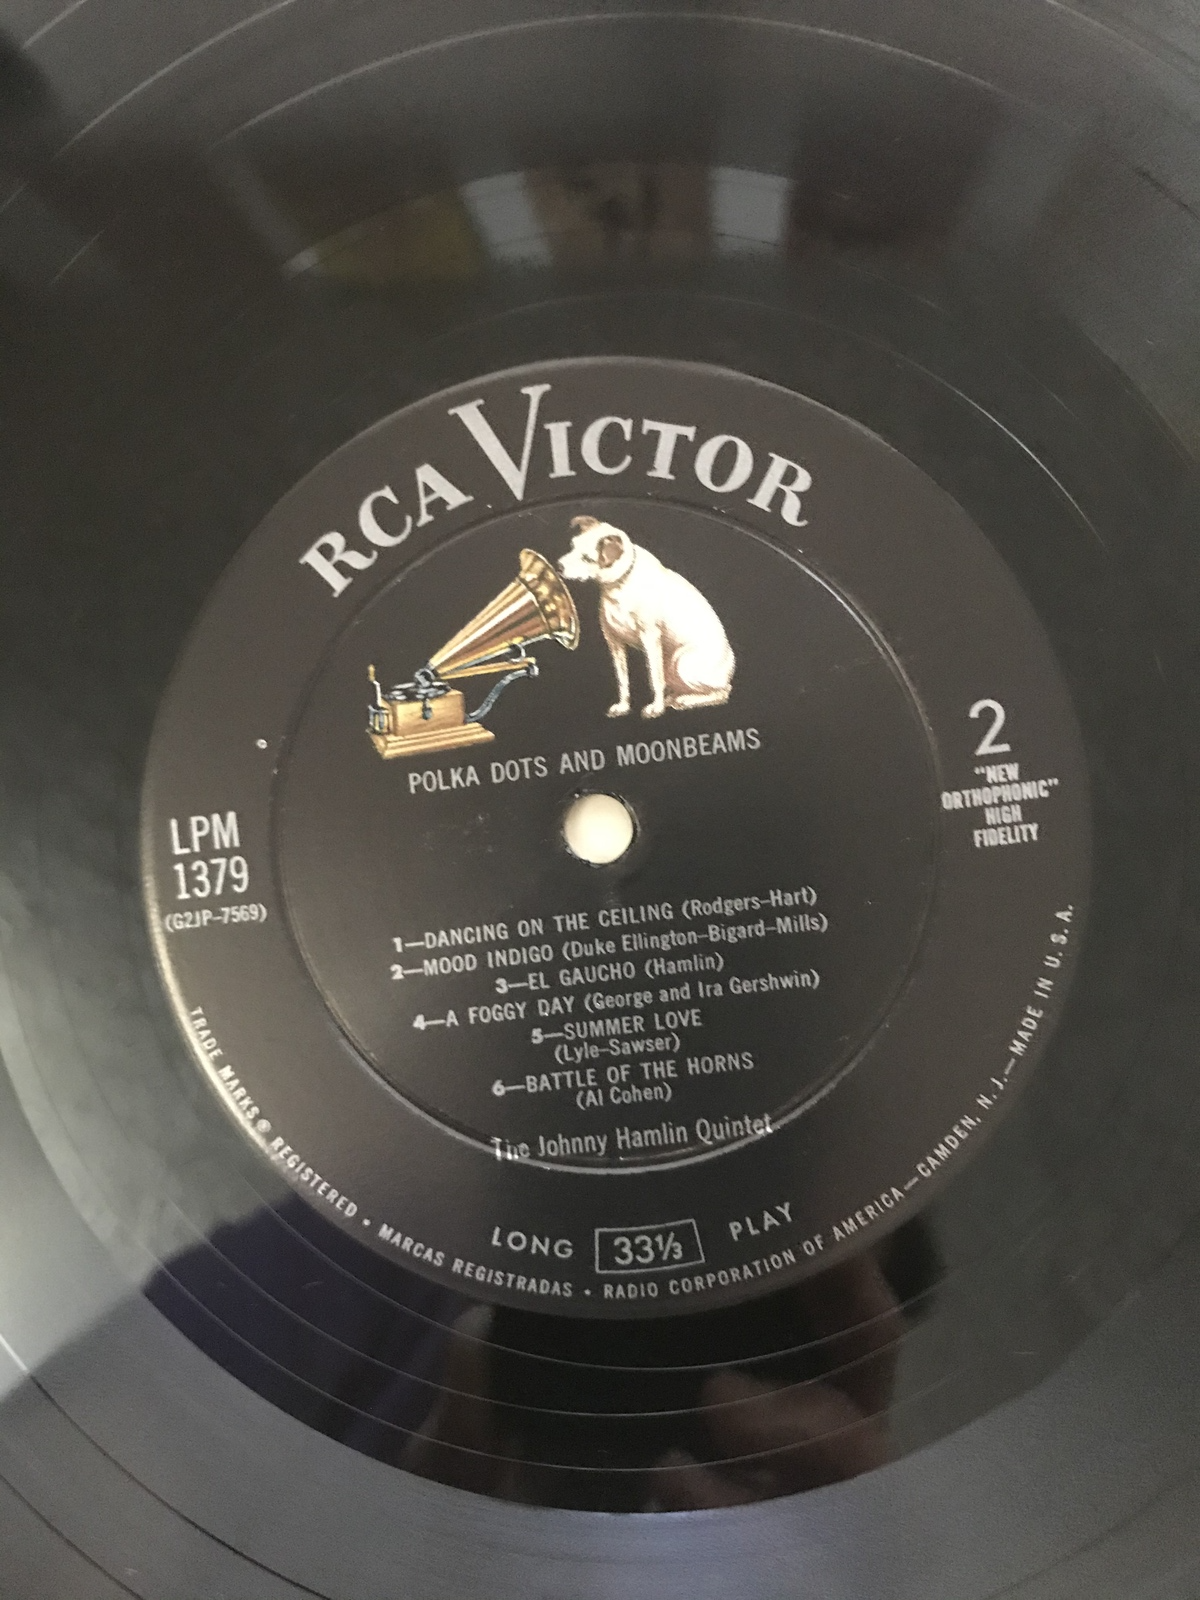 RCA VICTOR
POLKA DOTS AND MOONBEAMS
2
"NEW
ORTHOPHONIC"
HIGH
FIDELITY
LPM
1379
(G2JP-7569)
1—DANCING ON THE CEILING (Rodgers-Hart)
2—MOOD INDIGO (Duke Ellington-Bigard-Mills)
3—EL GAUCHO (Hamlin)
4—A FOGGY DAY (George and Ira Gershwin)
5—SUMMER LOVE
(Lyle-Sawser)
6—BATTLE OF THE HORNS
(Al Cohen)
The Johnny Hamlin Quintet
LONG 33⅓ PLAY
TRADE MARKS ® REGISTERED • MARCAS REGISTRADAS • RADIO CORPORATION OF AMERICA—CAMDEN, N.J.—MADE IN U.S.A.